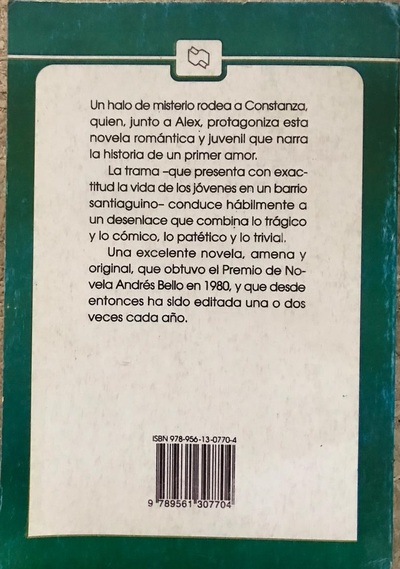 Un halo de misterio rodea a Constanza,
quien, junto a Alex, protagoniza esta
novela romántica y juvenil que narra
la historia de un primer amor.
La trama –que presenta con exac-
titud la vida de los jóvenes en un barrio
santiaguino– conduce hábilmente a
un desenlace que combina lo trágico
y lo cómico, lo patético y lo trivial.
Una excelente novela, amena y
original, que obtuvo el Premio de No-
vela Andrés Bello en 1980, y que desde
entonces ha sido editada una o dos
veces cada año.
ISBN 978-956-13-0770-4
9 789561 307704